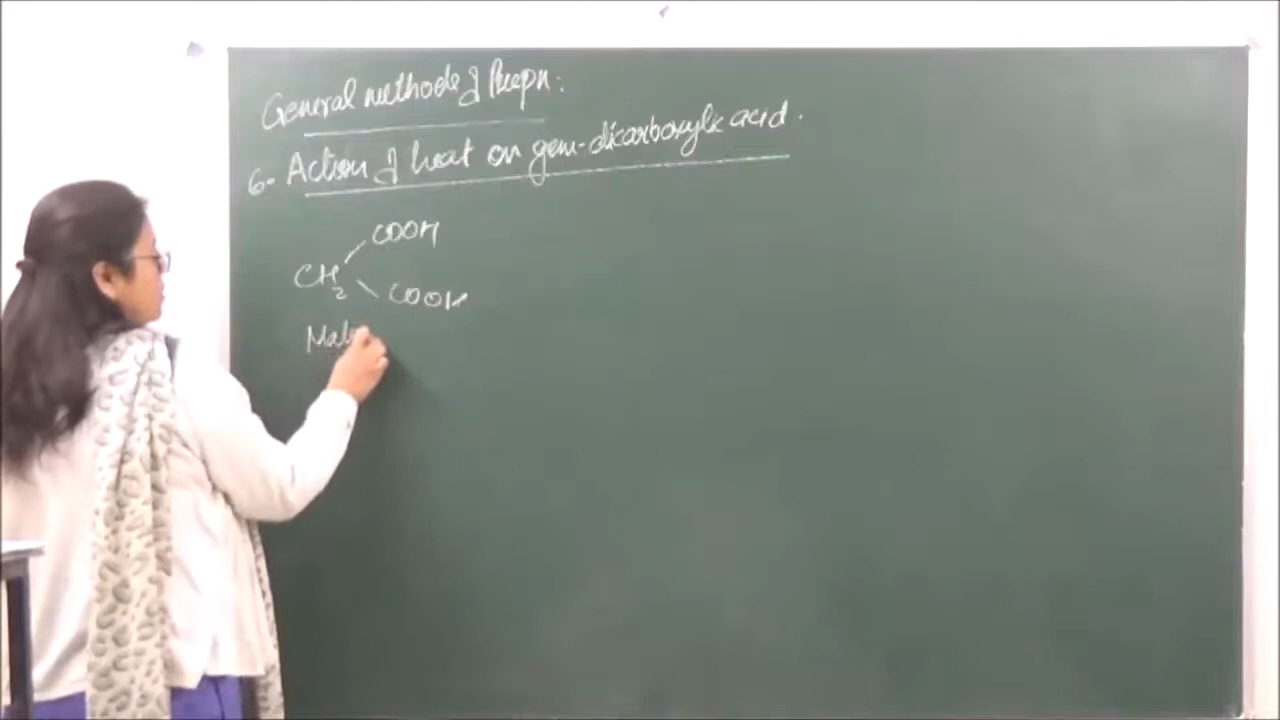 General methods of Prepn:
6. Action of heat on gem-dicarboxylic acid.
COOH
CH2
COOH
Mal